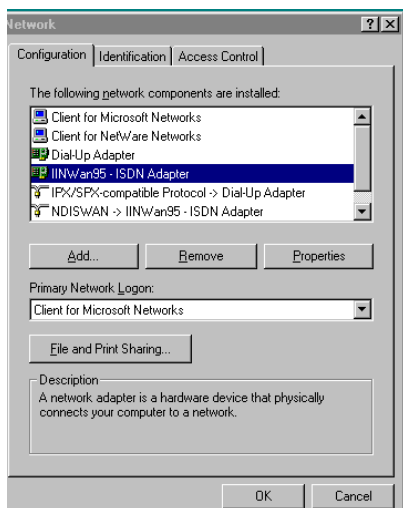 Network
Configuration Identification Access Control
The following network components are installed:
Client for Microsoft Networks
Client for NetWare Networks
Dial-Up Adapter
IINWan95 - ISDN Adapter
IPX/SPX-compatible Protocol -> Dial-Up Adapter
NDISWAN -> IINWan95 - ISDN Adapter
Add... Remove Properties
Primary Network Logon:
Client for Microsoft Networks
File and Print Sharing...
Description
A network adapter is a hardware device that physically
connects your computer to a network.
OK Cancel